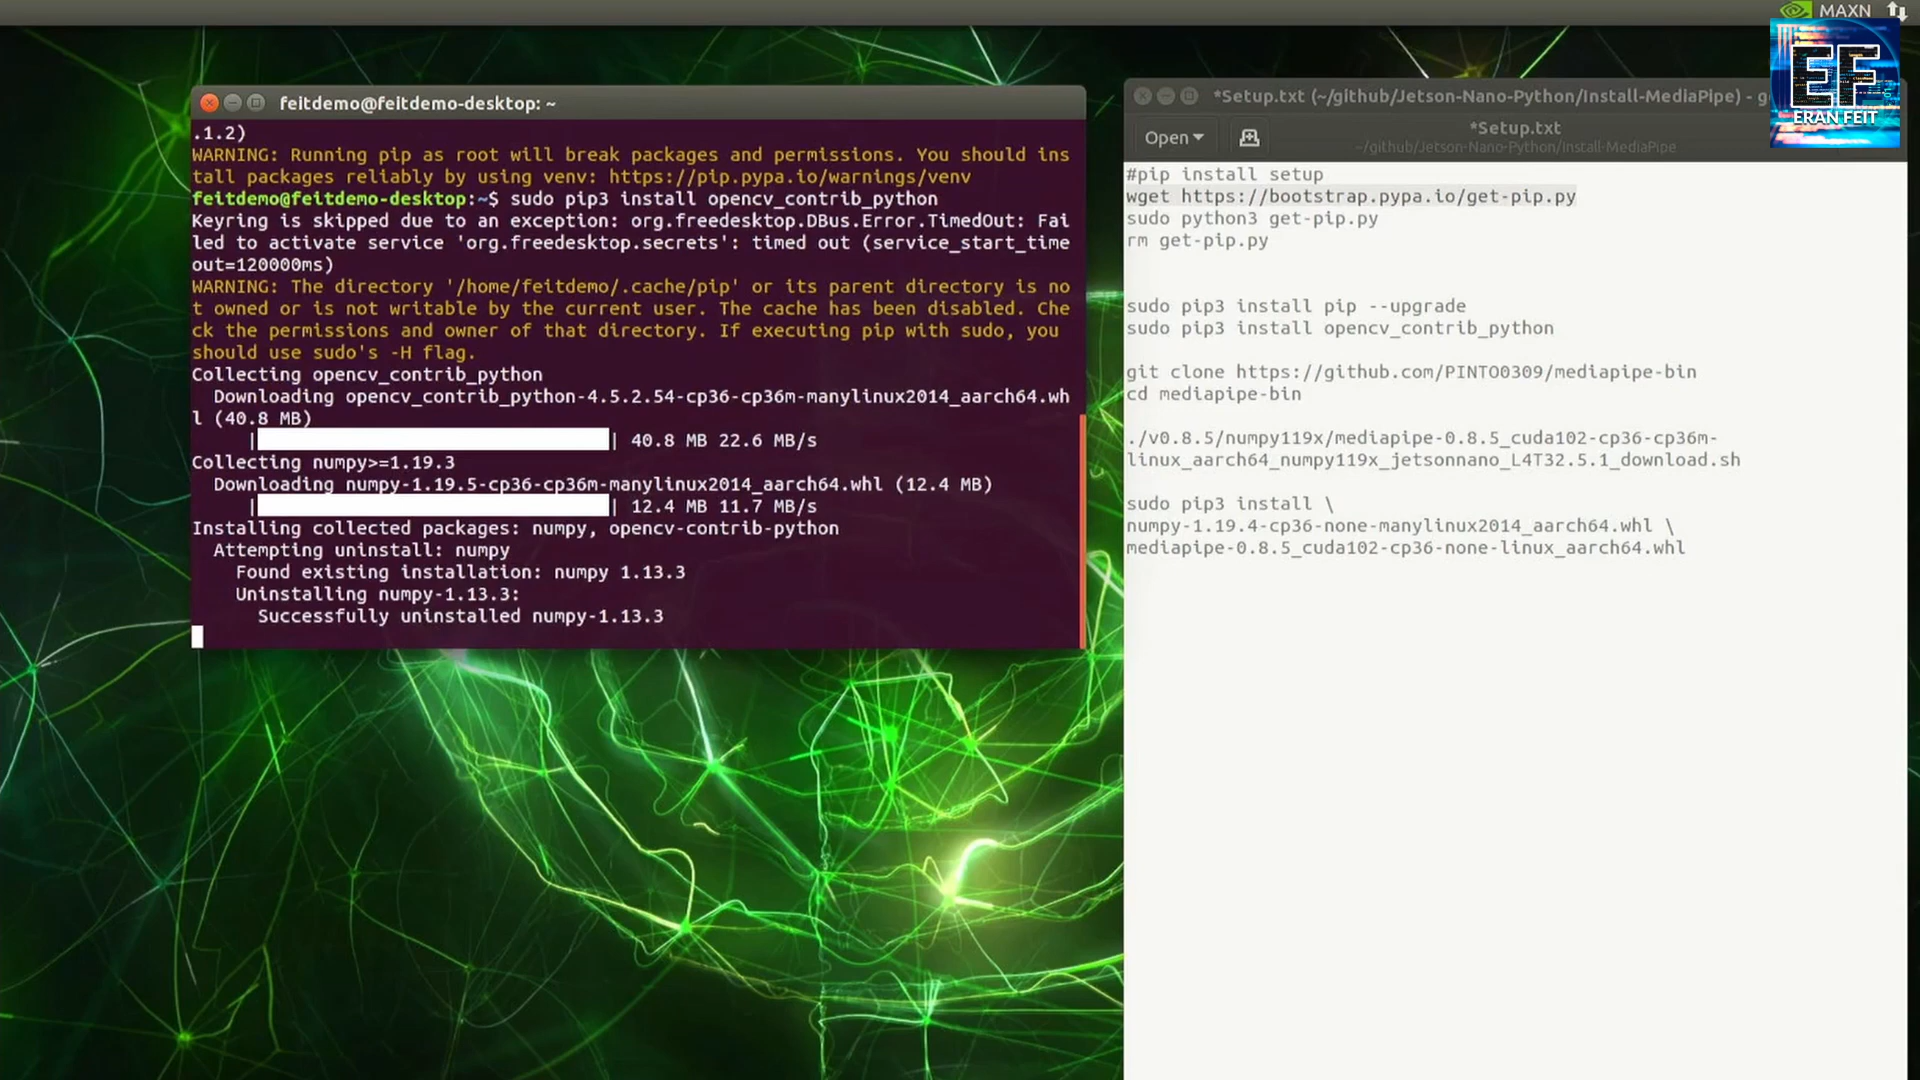 MAXN
EF
ERAN FEIT
feitdemo@feitdemo-desktop: ~
.1.2)
WARNING: Running pip as root will break packages and permissions. You should ins
tall packages reliably by using venv: https://pip.pypa.io/warnings/venv
feitdemo@feitdemo-desktop:~$ sudo pip3 install opencv_contrib_python
Keyring is skipped due to an exception: org.freedesktop.DBus.Error.TimedOut: Fai
led to activate service 'org.freedesktop.secrets': timed out (service_start_time
out=120000ms)
WARNING: The directory '/home/feitdemo/.cache/pip' or its parent directory is no
t owned or is not writable by the current user. The cache has been disabled. Che
ck the permissions and owner of that directory. If executing pip with sudo, you
should use sudo's -H flag.
Collecting opencv_contrib_python
Downloading opencv_contrib_python-4.5.2.54-cp36-cp36m-manylinux2014_aarch64.wh
l (40.8 MB)
| | 40.8 MB 22.6 MB/s
Collecting numpy>=1.19.3
Downloading numpy-1.19.5-cp36-cp36m-manylinux2014_aarch64.whl (12.4 MB)
| | 12.4 MB 11.7 MB/s
Installing collected packages: numpy, opencv-contrib-python
Attempting uninstall: numpy
Found existing installation: numpy 1.13.3
Uninstalling numpy-1.13.3:
Successfully uninstalled numpy-1.13.3
*Setup.txt (~/github/Jetson-Nano-Python/Install-MediaPipe) - g
Open
*Setup.txt
~/github/Jetson-Nano-Python/Install-MediaPipe
#pip install setup
wget https://bootstrap.pypa.io/get-pip.py
sudo python3 get-pip.py
rm get-pip.py
sudo pip3 install pip --upgrade
sudo pip3 install opencv_contrib_python
git clone https://github.com/PINTO0309/mediapipe-bin
cd mediapipe-bin
./v0.8.5/numpy119x/mediapipe-0.8.5_cuda102-cp36-cp36m-
linux_aarch64_numpy119x_jetsonnano_L4T32.5.1_download.sh
sudo pip3 install \
numpy-1.19.4-cp36-none-manylinux2014_aarch64.whl \
mediapipe-0.8.5_cuda102-cp36-none-linux_aarch64.whl